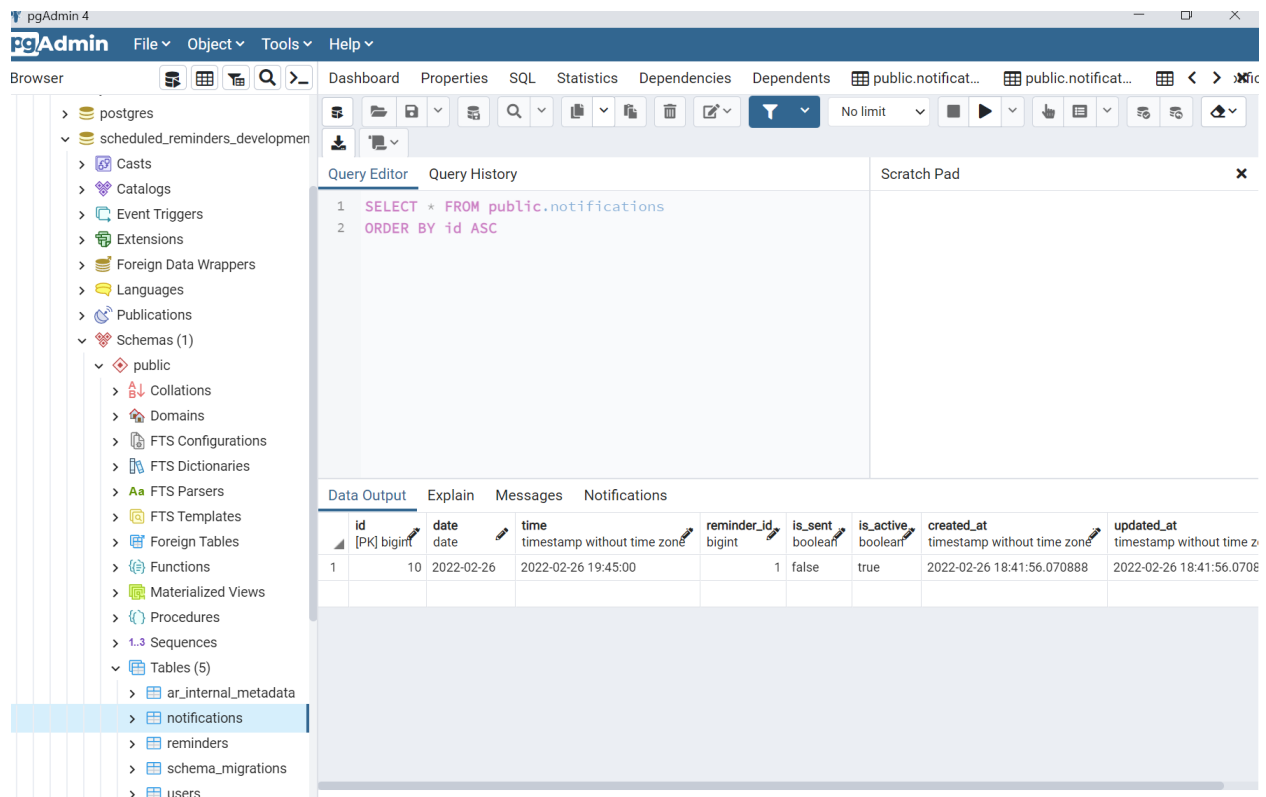 pgAdmin 4
pgAdmin File Object Tools Help
Browser
Dashboard Properties SQL Statistics Dependencies Dependents public.notificat... public.notificat...
postgres
scheduled_reminders_developmen
Casts
Catalogs
Event Triggers
Extensions
Foreign Data Wrappers
Languages
Publications
Schemas (1)
public
Collations
Domains
FTS Configurations
FTS Dictionaries
Aa FTS Parsers
FTS Templates
Foreign Tables
Functions
Materialized Views
Procedures
1..3 Sequences
Tables (5)
ar_internal_metadata
notifications
reminders
schema_migrations
users
No limit
Query Editor Query History
Scratch Pad
1 SELECT * FROM public.notifications
2 ORDER BY id ASC
Data Output Explain Messages Notifications
id date time reminder_id is_sent is_active created_at updated_at
[PK] bigint date timestamp without time zone bigint boolean boolean timestamp without time zone timestamp without time z
1 10 2022-02-26 2022-02-26 19:45:00 1 false true 2022-02-26 18:41:56.070888 2022-02-26 18:41:56.0708